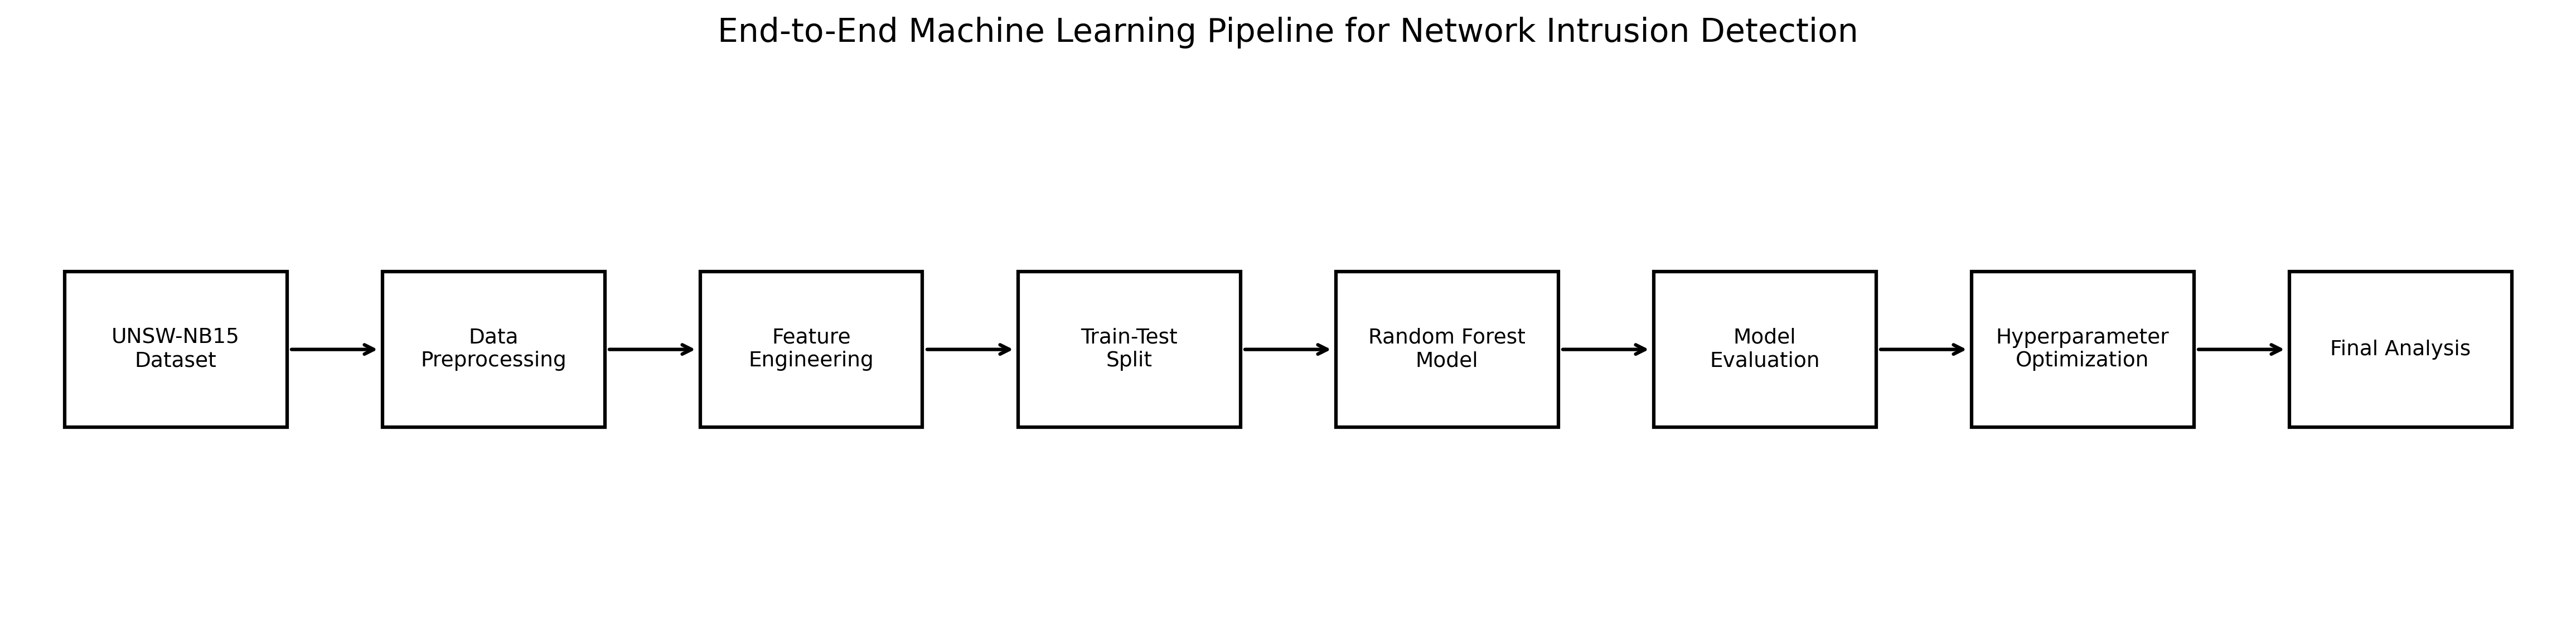 End-to-End Machine Learning Pipeline for Network Intrusion Detection
UNSW-NB15
Dataset
Data
Preprocessing
Feature
Engineering
Train-Test
Split
Random Forest
Model
Model
Evaluation
Hyperparameter
Optimization
Final Analysis